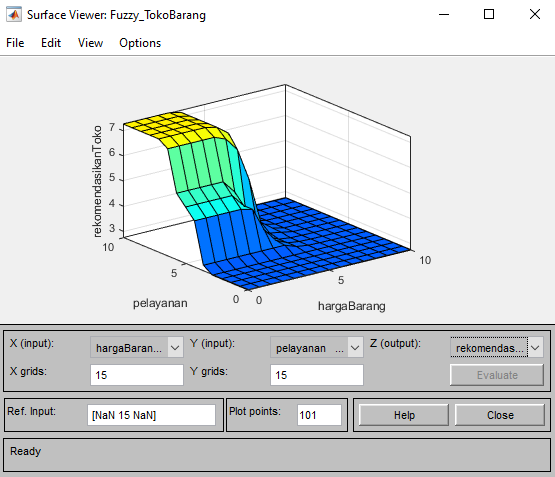 Surface Viewer: Fuzzy_TokoBarang
File Edit View Options
7
6
5
4
3
rekomendasikanToko
10
5
0
pelayanan
0
5
10
hargaBarang
X (input): hargaBaran... Y (input): pelayanan ... Z (output): rekomendas...
X grids: 15 Y grids: 15 Evaluate
Ref. Input: [NaN 15 NaN] Plot points: 101 Help Close
Ready